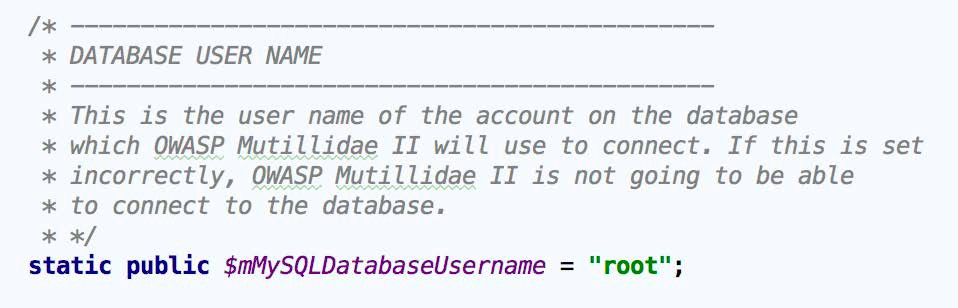 /* ----------------------------------------------
* DATABASE USER NAME
* ----------------------------------------------
* This is the user name of the account on the database
* which OWASP Mutillidae II will use to connect. If this is set
* incorrectly, OWASP Mutillidae II is not going to be able
* to connect to the database.
* */
static public $mMySQLDatabaseUsername = "root";